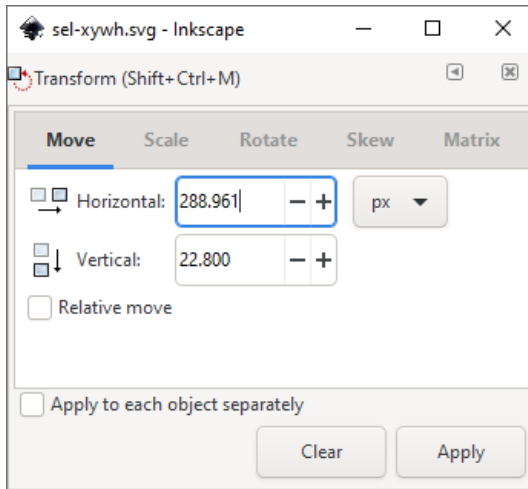 sel-xywh.svg - Inkscape
Transform (Shift+Ctrl+M)
Move Scale Rotate Skew Matrix
Horizontal: 288.961 px
Vertical: 22.800
Relative move
Apply to each object separately
Clear Apply